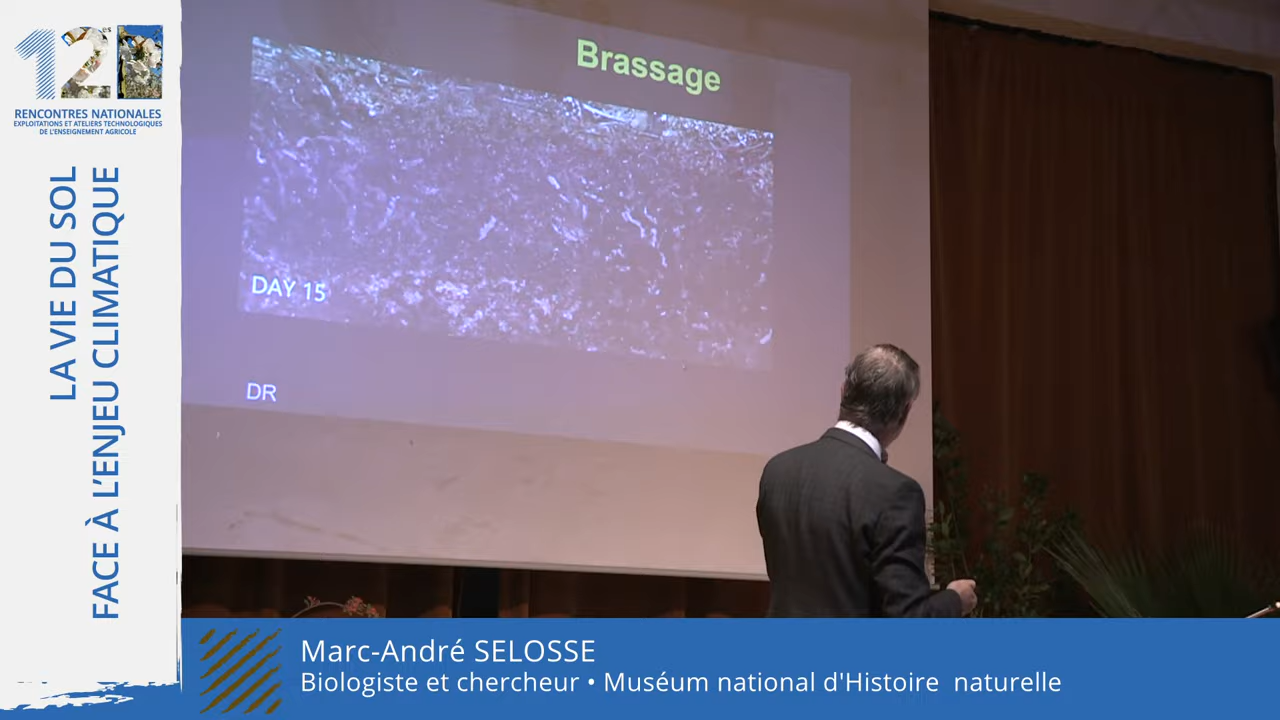 12es
RENCONTRES NATIONALES
EXPLOITATIONS ET ATELIERS TECHNOLOGIQUES
DE L'ENSEIGNEMENT AGRICOLE
LA VIE DU SOL
FACE À L'ENJEU CLIMATIQUE
Brassage
DAY 15
DR
Marc-André SELOSSE
Biologiste et chercheur • Muséum national d'Histoire naturelle